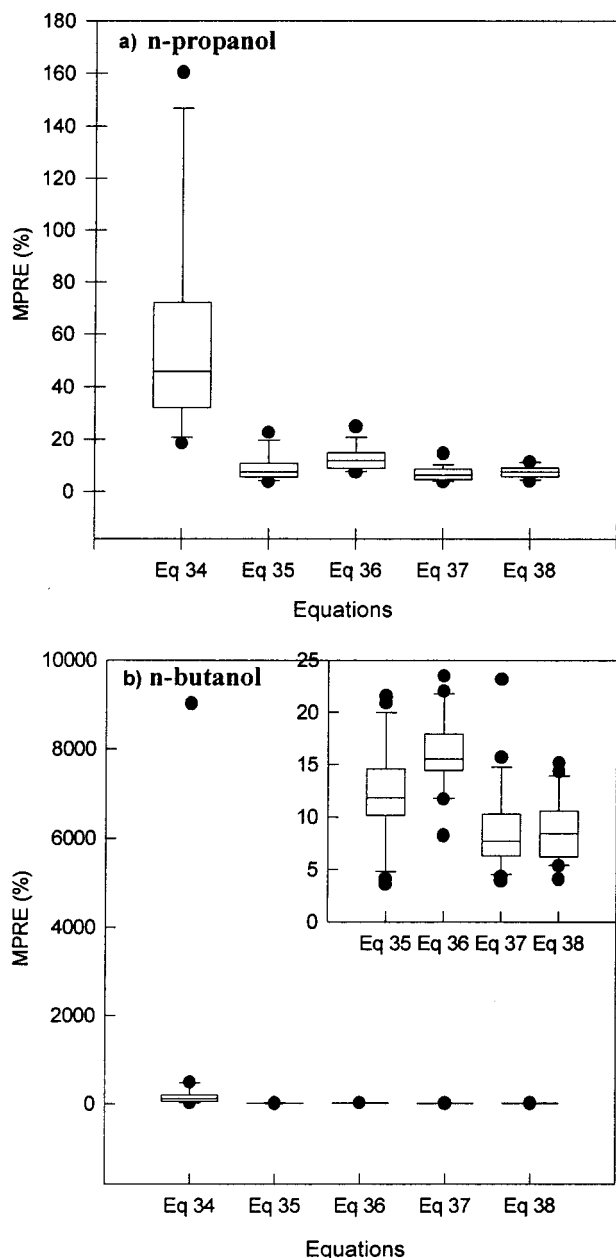 a) n-propanol
MPRE (%)
180
160
140
120
100
80
60
40
20
0
Eq 34 Eq 35 Eq 36 Eq 37 Eq 38
Equations
b) n-butanol
MPRE (%)
10000
8000
6000
4000
2000
0
25
20
15
10
5
0
Eq 35 Eq 36 Eq 37 Eq 38
Eq 34 Eq 35 Eq 36 Eq 37 Eq 38
Equations